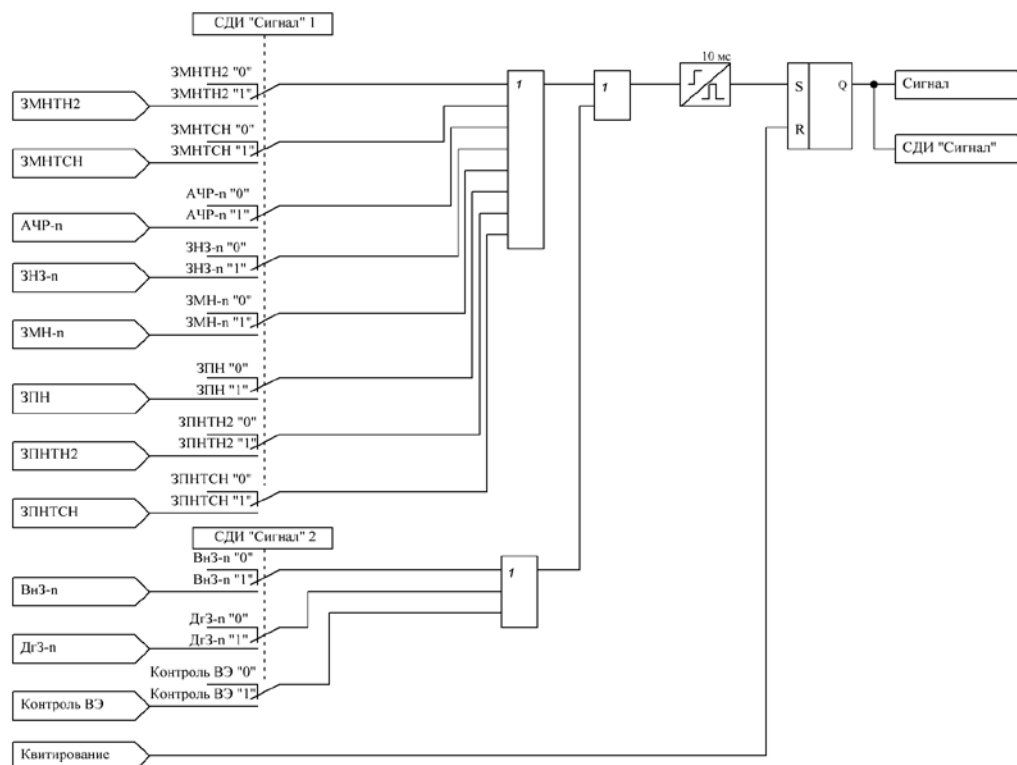 СДИ "Сигнал" 1
10 мс
ЗМНТН2 "0"
ЗМНТН2 "1"
ЗМНТН2
1
1
S
Q
R
Сигнал
СДИ "Сигнал"
ЗМНТСН "0"
ЗМНТСН "1"
ЗМНТСН
АЧР-n "0"
АЧР-n "1"
АЧР-n
ЗНЗ-n "0"
ЗНЗ-n "1"
ЗНЗ-n
ЗМН-n "0"
ЗМН-n "1"
ЗМН-n
ЗПН "0"
ЗПН "1"
ЗПН
ЗПНТН2 "0"
ЗПНТН2 "1"
ЗПНТН2
ЗПНТСН "0"
ЗПНТСН "1"
ЗПНТСН
СДИ "Сигнал" 2
ВнЗ-n "0"
ВнЗ-n "1"
ВнЗ-n
1
ДгЗ-n "0"
ДгЗ-n "1"
ДгЗ-n
Контроль ВЭ "0"
Контроль ВЭ "1"
Контроль ВЭ
Квитирование